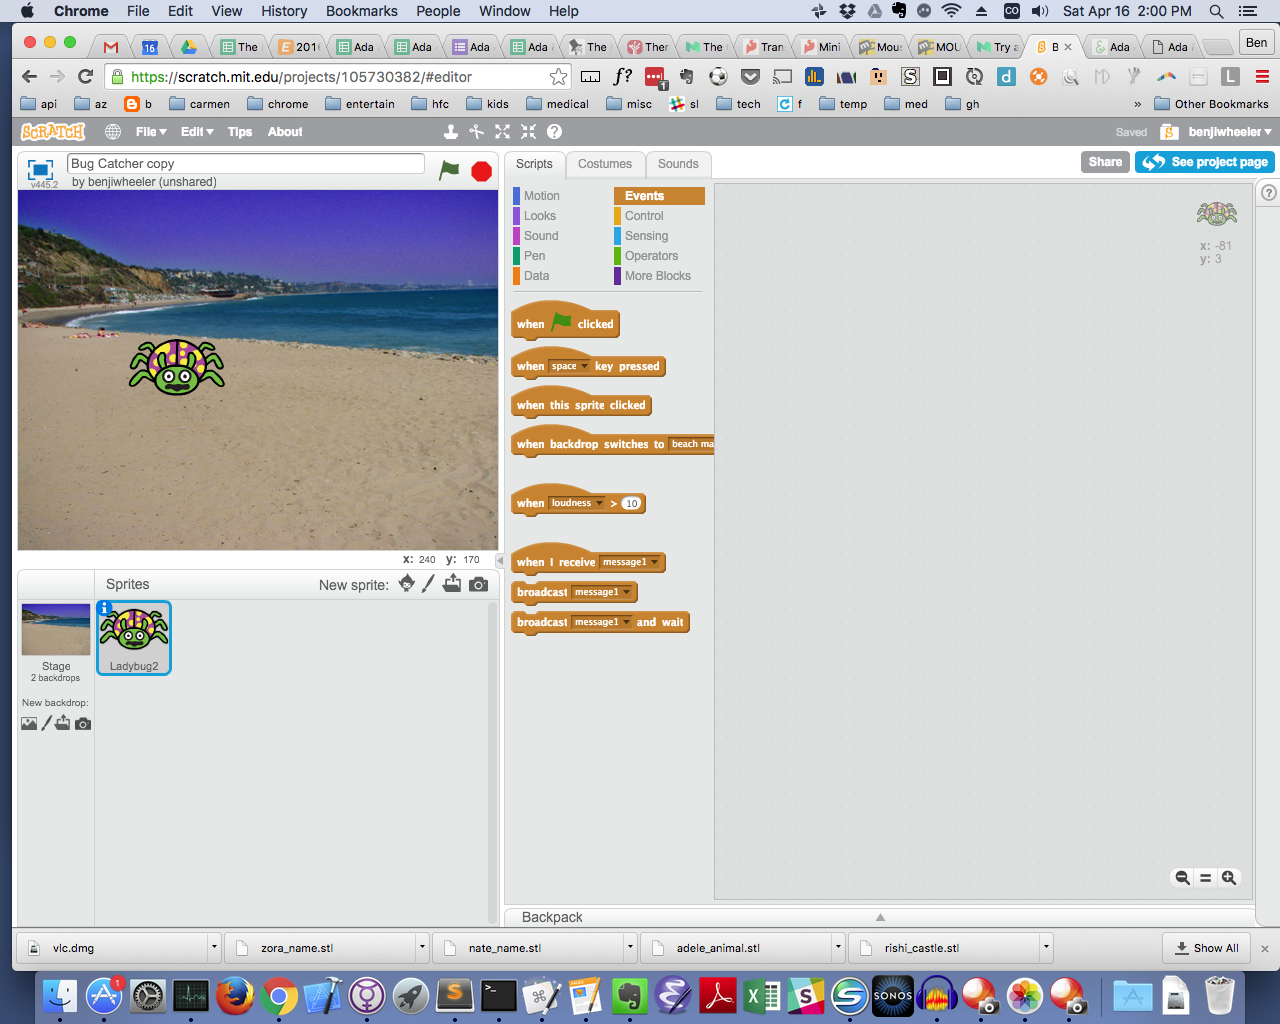 Chrome File Edit View History Bookmarks People Window Help Sat Apr 16 2:00 PM
16 The 201 Ada Ada Ada Ada The Ther The Tran Mini Mous MOU Try a B Ada Ada Ben
https://scratch.mit.edu/projects/105730382/#editor
api az b carmen chrome entertain hfc kids medical misc sl tech f temp med gh » Other Bookmarks
SCRATCH File Edit Tips About Saved benjiwheeler
v445.2
Bug Catcher copy
by benjiwheeler (unshared)
Scripts Costumes Sounds Share See project page
Motion Events
Looks Control
Sound Sensing
Pen Operators
Data More Blocks
x: -81
y: 3
when clicked
when space key pressed
when this sprite clicked
when backdrop switches to beach ma
when loudness > 10
when I receive message1
broadcast message1
broadcast message1 and wait
x: 240 y: 170
Sprites New sprite:
Stage
2 backdrops
New backdrop:
Ladybug2
Backpack
vlc.dmg zora_name.stl nate_name.stl adele_animal.stl rishi_castle.stl Show All
1 SONOS